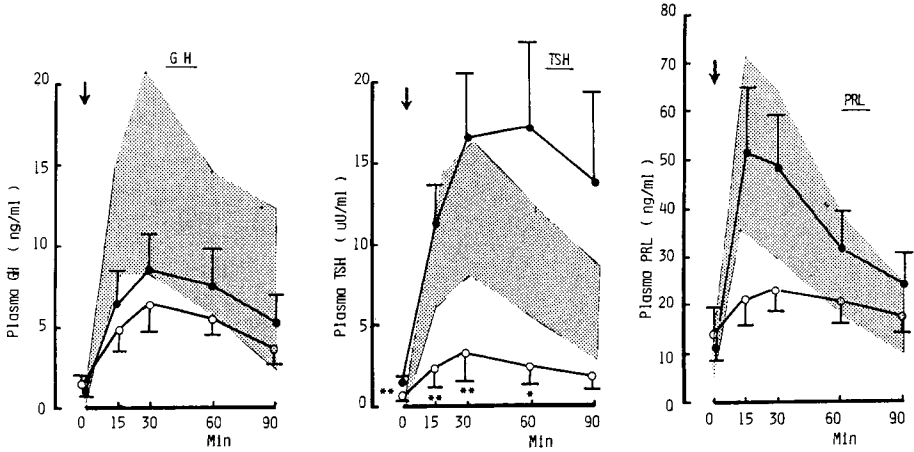 GH
Plasma GH ( ng/ml )
20
15
10
5
0
0 15 30 60 90
Min
TSH
Plasma TSH ( uU/ml )
20
15
10
5
0
**
** ** *
0 15 30 60 90
Min
PRL
Plasma PRL ( ng/ml )
80
70
60
50
40
30
20
10
0
0 15 30 60 90
Min